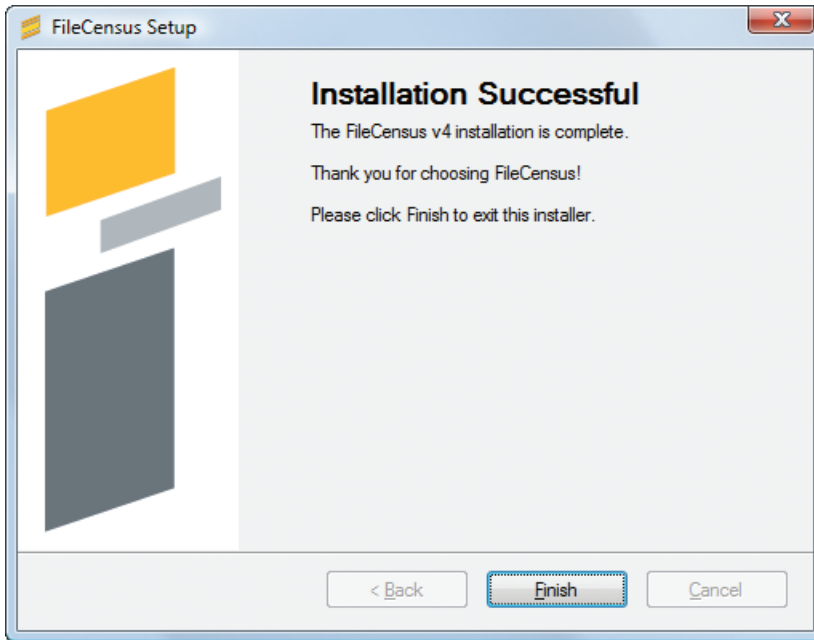 FileCensus Setup
Installation Successful
The FileCensus v4 installation is complete.
Thank you for choosing FileCensus!
Please click Finish to exit this installer.
< Back
Finish
Cancel